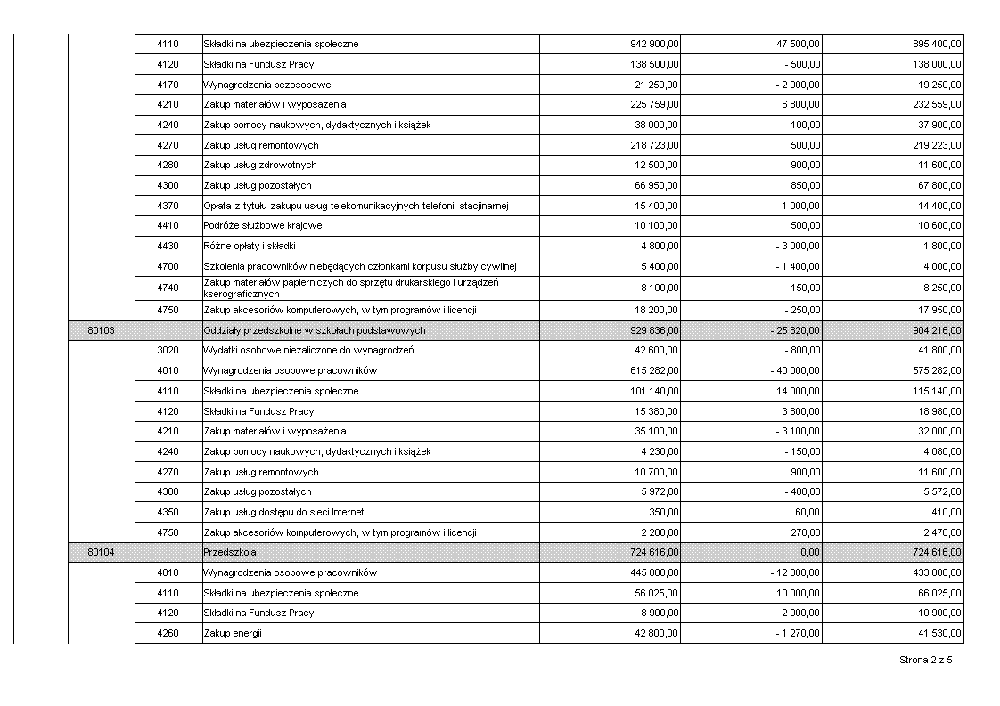 4110 Składki na ubezpieczenia społeczne 942 900,00 - 47 500,00 895 400,00
4120 Składki na Fundusz Pracy 138 500,00 - 500,00 138 000,00
4170 Wynagrodzenia bezosobowe 21 250,00 - 2 000,00 19 250,00
4210 Zakup materiałów i wyposażenia 225 759,00 6 800,00 232 559,00
4240 Zakup pomocy naukowych, dydaktycznych i książek 38 000,00 - 100,00 37 900,00
4270 Zakup usług remontowych 218 723,00 500,00 219 223,00
4280 Zakup usług zdrowotnych 12 500,00 - 900,00 11 600,00
4300 Zakup usług pozostałych 66 950,00 850,00 67 800,00
4370 Opłata z tytułu zakupu usług telekomunikacyjnych telefonii stacjinarnej 15 400,00 - 1 000,00 14 400,00
4410 Podróże służbowe krajowe 10 100,00 500,00 10 600,00
4430 Różne opłaty i składki 4 800,00 - 3 000,00 1 800,00
4700 Szkolenia pracowników niebędących członkami korpusu służby cywilnej 5 400,00 - 1 400,00 4 000,00
4740 Zakup materiałów papierniczych do sprzętu drukarskiego i urządzeń
kserograficznych 8 100,00 150,00 8 250,00
4750 Zakup akcesoriów komputerowych, w tym programów i licencji 18 200,00 - 250,00 17 950,00
80103 Oddziały przedszkolne w szkołach podstawowych 929 836,00 - 25 620,00 904 216,00
3020 Wydatki osobowe niezaliczone do wynagrodzeń 42 600,00 - 800,00 41 800,00
4010 Wynagrodzenia osobowe pracowników 615 282,00 - 40 000,00 575 282,00
4110 Składki na ubezpieczenia społeczne 101 140,00 14 000,00 115 140,00
4120 Składki na Fundusz Pracy 15 380,00 3 600,00 18 980,00
4210 Zakup materiałów i wyposażenia 35 100,00 - 3 100,00 32 000,00
4240 Zakup pomocy naukowych, dydaktycznych i książek 4 230,00 - 150,00 4 080,00
4270 Zakup usług remontowych 10 700,00 900,00 11 600,00
4300 Zakup usług pozostałych 5 972,00 - 400,00 5 572,00
4350 Zakup usług dostępu do sieci Internet 350,00 60,00 410,00
4750 Zakup akcesoriów komputerowych, w tym programów i licencji 2 200,00 270,00 2 470,00
80104 Przedszkola 724 616,00 0,00 724 616,00
4010 Wynagrodzenia osobowe pracowników 445 000,00 - 12 000,00 433 000,00
4110 Składki na ubezpieczenia społeczne 56 025,00 10 000,00 66 025,00
4120 Składki na Fundusz Pracy 8 900,00 2 000,00 10 900,00
4260 Zakup energii 42 800,00 - 1 270,00 41 530,00
Strona 2 z 5